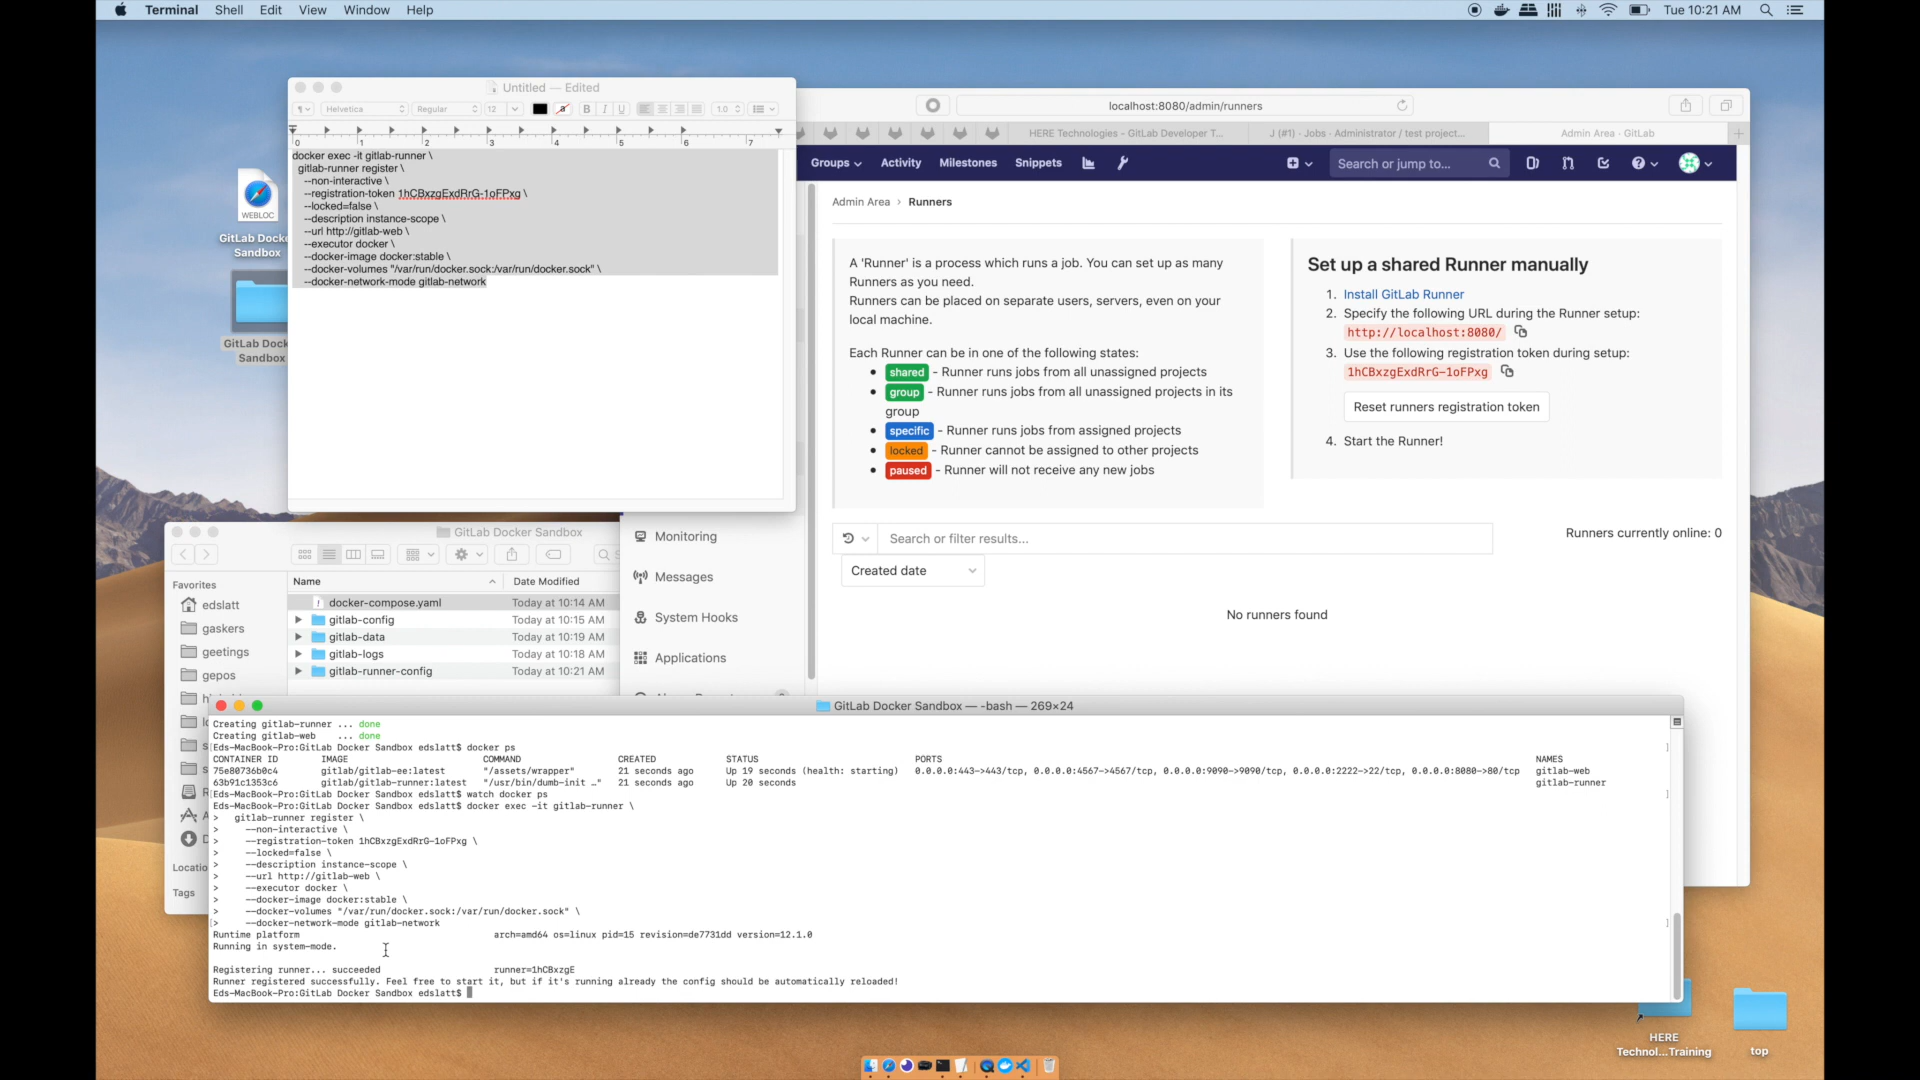 Terminal Shell Edit View Window Help
Tue 10:21 AM
Untitled — Edited
Helvetica Regular 12 B I U 1.0
0 1 2 3 4 5 6 7
docker exec -it gitlab-runner \
gitlab-runner register \
--non-interactive \
--registration-token 1hCBxzgExdRrG-1oFPxg \
--locked=false \
--description instance-scope \
--url http://gitlab-web \
--executor docker \
--docker-image docker:stable \
--docker-volumes "/var/run/docker.sock:/var/run/docker.sock" \
--docker-network-mode gitlab-network
WEBLOC
GitLab Docke
Sandbox
GitLab Dock
Sandbox
localhost:8080/admin/runners
HERE Technologies - GitLab Developer T...
J (#1) · Jobs · Administrator / test project...
Admin Area · GitLab
Groups Activity Milestones Snippets
Search or jump to...
Admin Area › Runners
A 'Runner' is a process which runs a job. You can set up as many
Runners as you need.
Runners can be placed on separate users, servers, even on your
local machine.
Each Runner can be in one of the following states:
shared - Runner runs jobs from all unassigned projects
group - Runner runs jobs from all unassigned projects in its
group
specific - Runner runs jobs from assigned projects
locked - Runner cannot be assigned to other projects
paused - Runner will not receive any new jobs
Set up a shared Runner manually
1. Install GitLab Runner
2. Specify the following URL during the Runner setup:
http://localhost:8080/
3. Use the following registration token during setup:
1hCBxzgExdRrG-1oFPxg
Reset runners registration token
4. Start the Runner!
Search or filter results...
Runners currently online: 0
Created date
No runners found
Monitoring
Messages
System Hooks
Applications
GitLab Docker Sandbox
Favorites
edslatt
gaskers
geetings
gepos
Locatio
Tags
Name Date Modified
docker-compose.yaml Today at 10:14 AM
gitlab-config Today at 10:15 AM
gitlab-data Today at 10:19 AM
gitlab-logs Today at 10:18 AM
gitlab-runner-config Today at 10:21 AM
GitLab Docker Sandbox — -bash — 269×24
Creating gitlab-runner ... done
Creating gitlab-web ... done
[Eds-MacBook-Pro:GitLab Docker Sandbox edslatt$ docker ps ]
CONTAINER ID IMAGE COMMAND CREATED STATUS PORTS NAMES
75e80736b0c4 gitlab/gitlab-ee:latest "/assets/wrapper" 21 seconds ago Up 19 seconds (health: starting) 0.0.0.0:443->443/tcp, 0.0.0.0:4567->4567/tcp, 0.0.0.0:9090->9090/tcp, 0.0.0.0:2222->22/tcp, 0.0.0.0:8080->80/tcp gitlab-web
63b91c1353c6 gitlab/gitlab-runner:latest "/usr/bin/dumb-init …" 21 seconds ago Up 20 seconds gitlab-runner
[Eds-MacBook-Pro:GitLab Docker Sandbox edslatt$ watch docker ps ]
Eds-MacBook-Pro:GitLab Docker Sandbox edslatt$ docker exec -it gitlab-runner \
> gitlab-runner register \
> --non-interactive \
> --registration-token 1hCBxzgExdRrG-1oFPxg \
> --locked=false \
> --description instance-scope \
> --url http://gitlab-web \
> --executor docker \
> --docker-image docker:stable \
> --docker-volumes "/var/run/docker.sock:/var/run/docker.sock" \
[> --docker-network-mode gitlab-network ]
Runtime platform arch=amd64 os=linux pid=15 revision=de7731dd version=12.1.0
Running in system-mode.
Registering runner... succeeded runner=1hCBxzgE
Runner registered successfully. Feel free to start it, but if it's running already the config should be automatically reloaded!
Eds-MacBook-Pro:GitLab Docker Sandbox edslatt$
HERE
Technol...Training
top